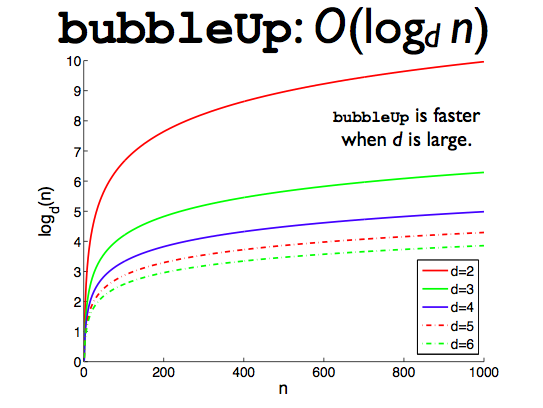 bubbleUp: O(log_d n)
bubbleUp is faster
when d is large.
log_d(n)
10
9
8
7
6
5
4
3
2
1
0
0 200 400 600 800 1000
n
d=2
d=3
d=4
d=5
d=6